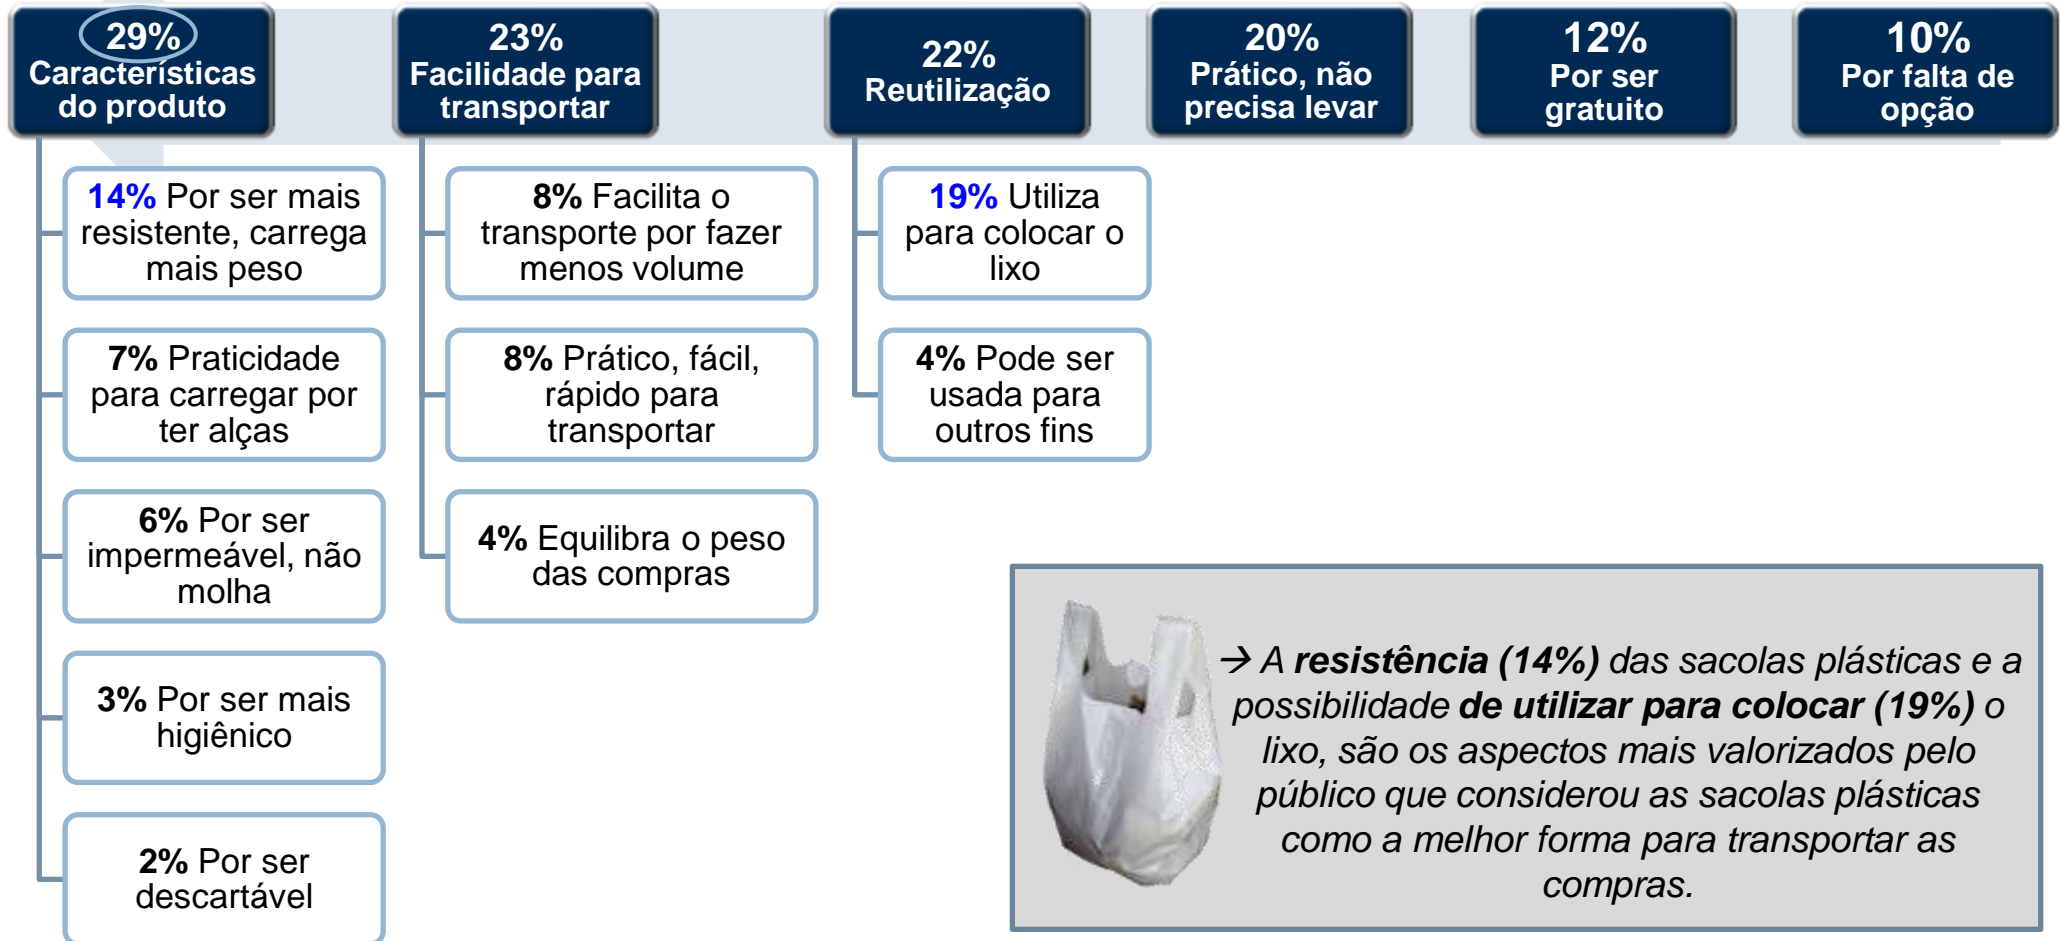 29%
Características
do produto
14% Por ser mais
resistente, carrega
mais peso
7% Praticidade
para carregar por
ter alças
6% Por ser
impermeável, não
molha
3% Por ser mais
higiênico
2% Por ser
descartável
23%
Facilidade para
transportar
8% Facilita o
transporte por fazer
menos volume
8% Prático, fácil,
rápido para
transportar
4% Equilibra o peso
das compras
22%
Reutilização
19% Utiliza
para colocar o
lixo
4% Pode ser
usada para
outros fins
20%
Prático, não
precisa levar
12%
Por ser
gratuito
10%
Por falta de
opção
→ A resistência (14%) das sacolas plásticas e a
possibilidade de utilizar para colocar (19%) o
lixo, são os aspectos mais valorizados pelo
público que considerou as sacolas plásticas
como a melhor forma para transportar as
compras.